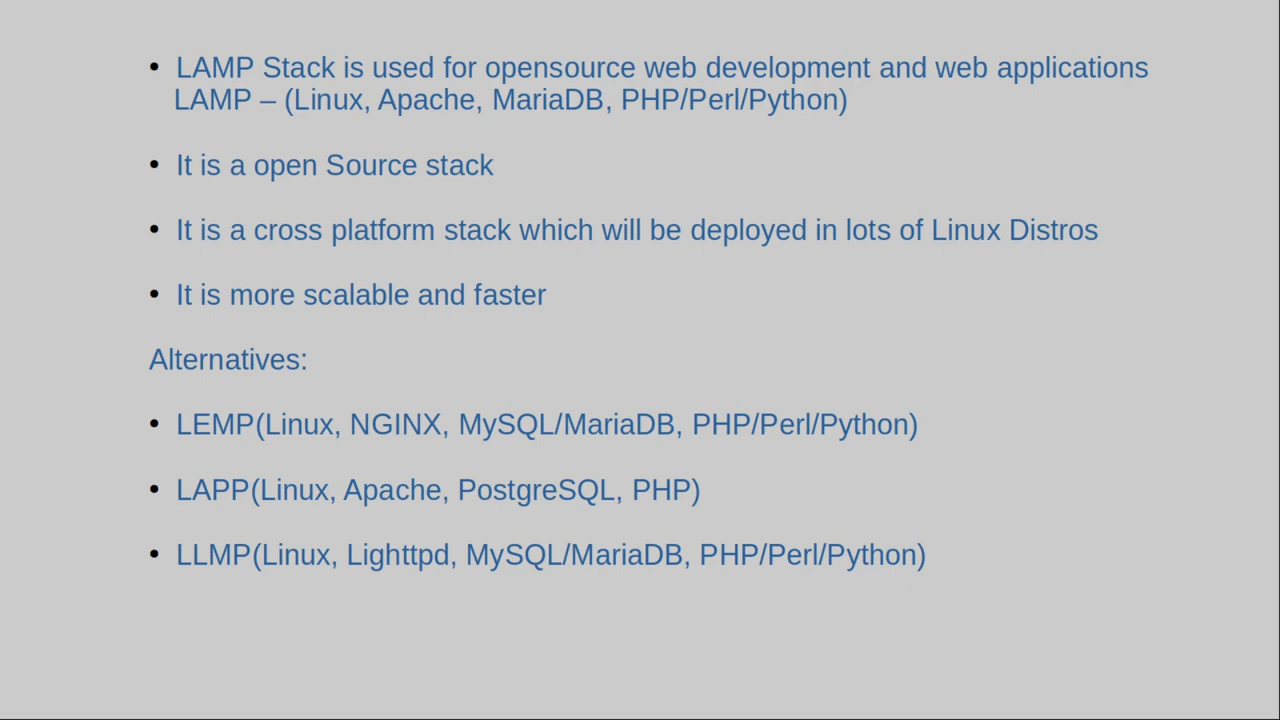 • LAMP Stack is used for opensource web development and web applications
LAMP – (Linux, Apache, MariaDB, PHP/Perl/Python)
• It is a open Source stack
• It is a cross platform stack which will be deployed in lots of Linux Distros
• It is more scalable and faster
Alternatives:
• LEMP(Linux, NGINX, MySQL/MariaDB, PHP/Perl/Python)
• LAPP(Linux, Apache, PostgreSQL, PHP)
• LLMP(Linux, Lighttpd, MySQL/MariaDB, PHP/Perl/Python)